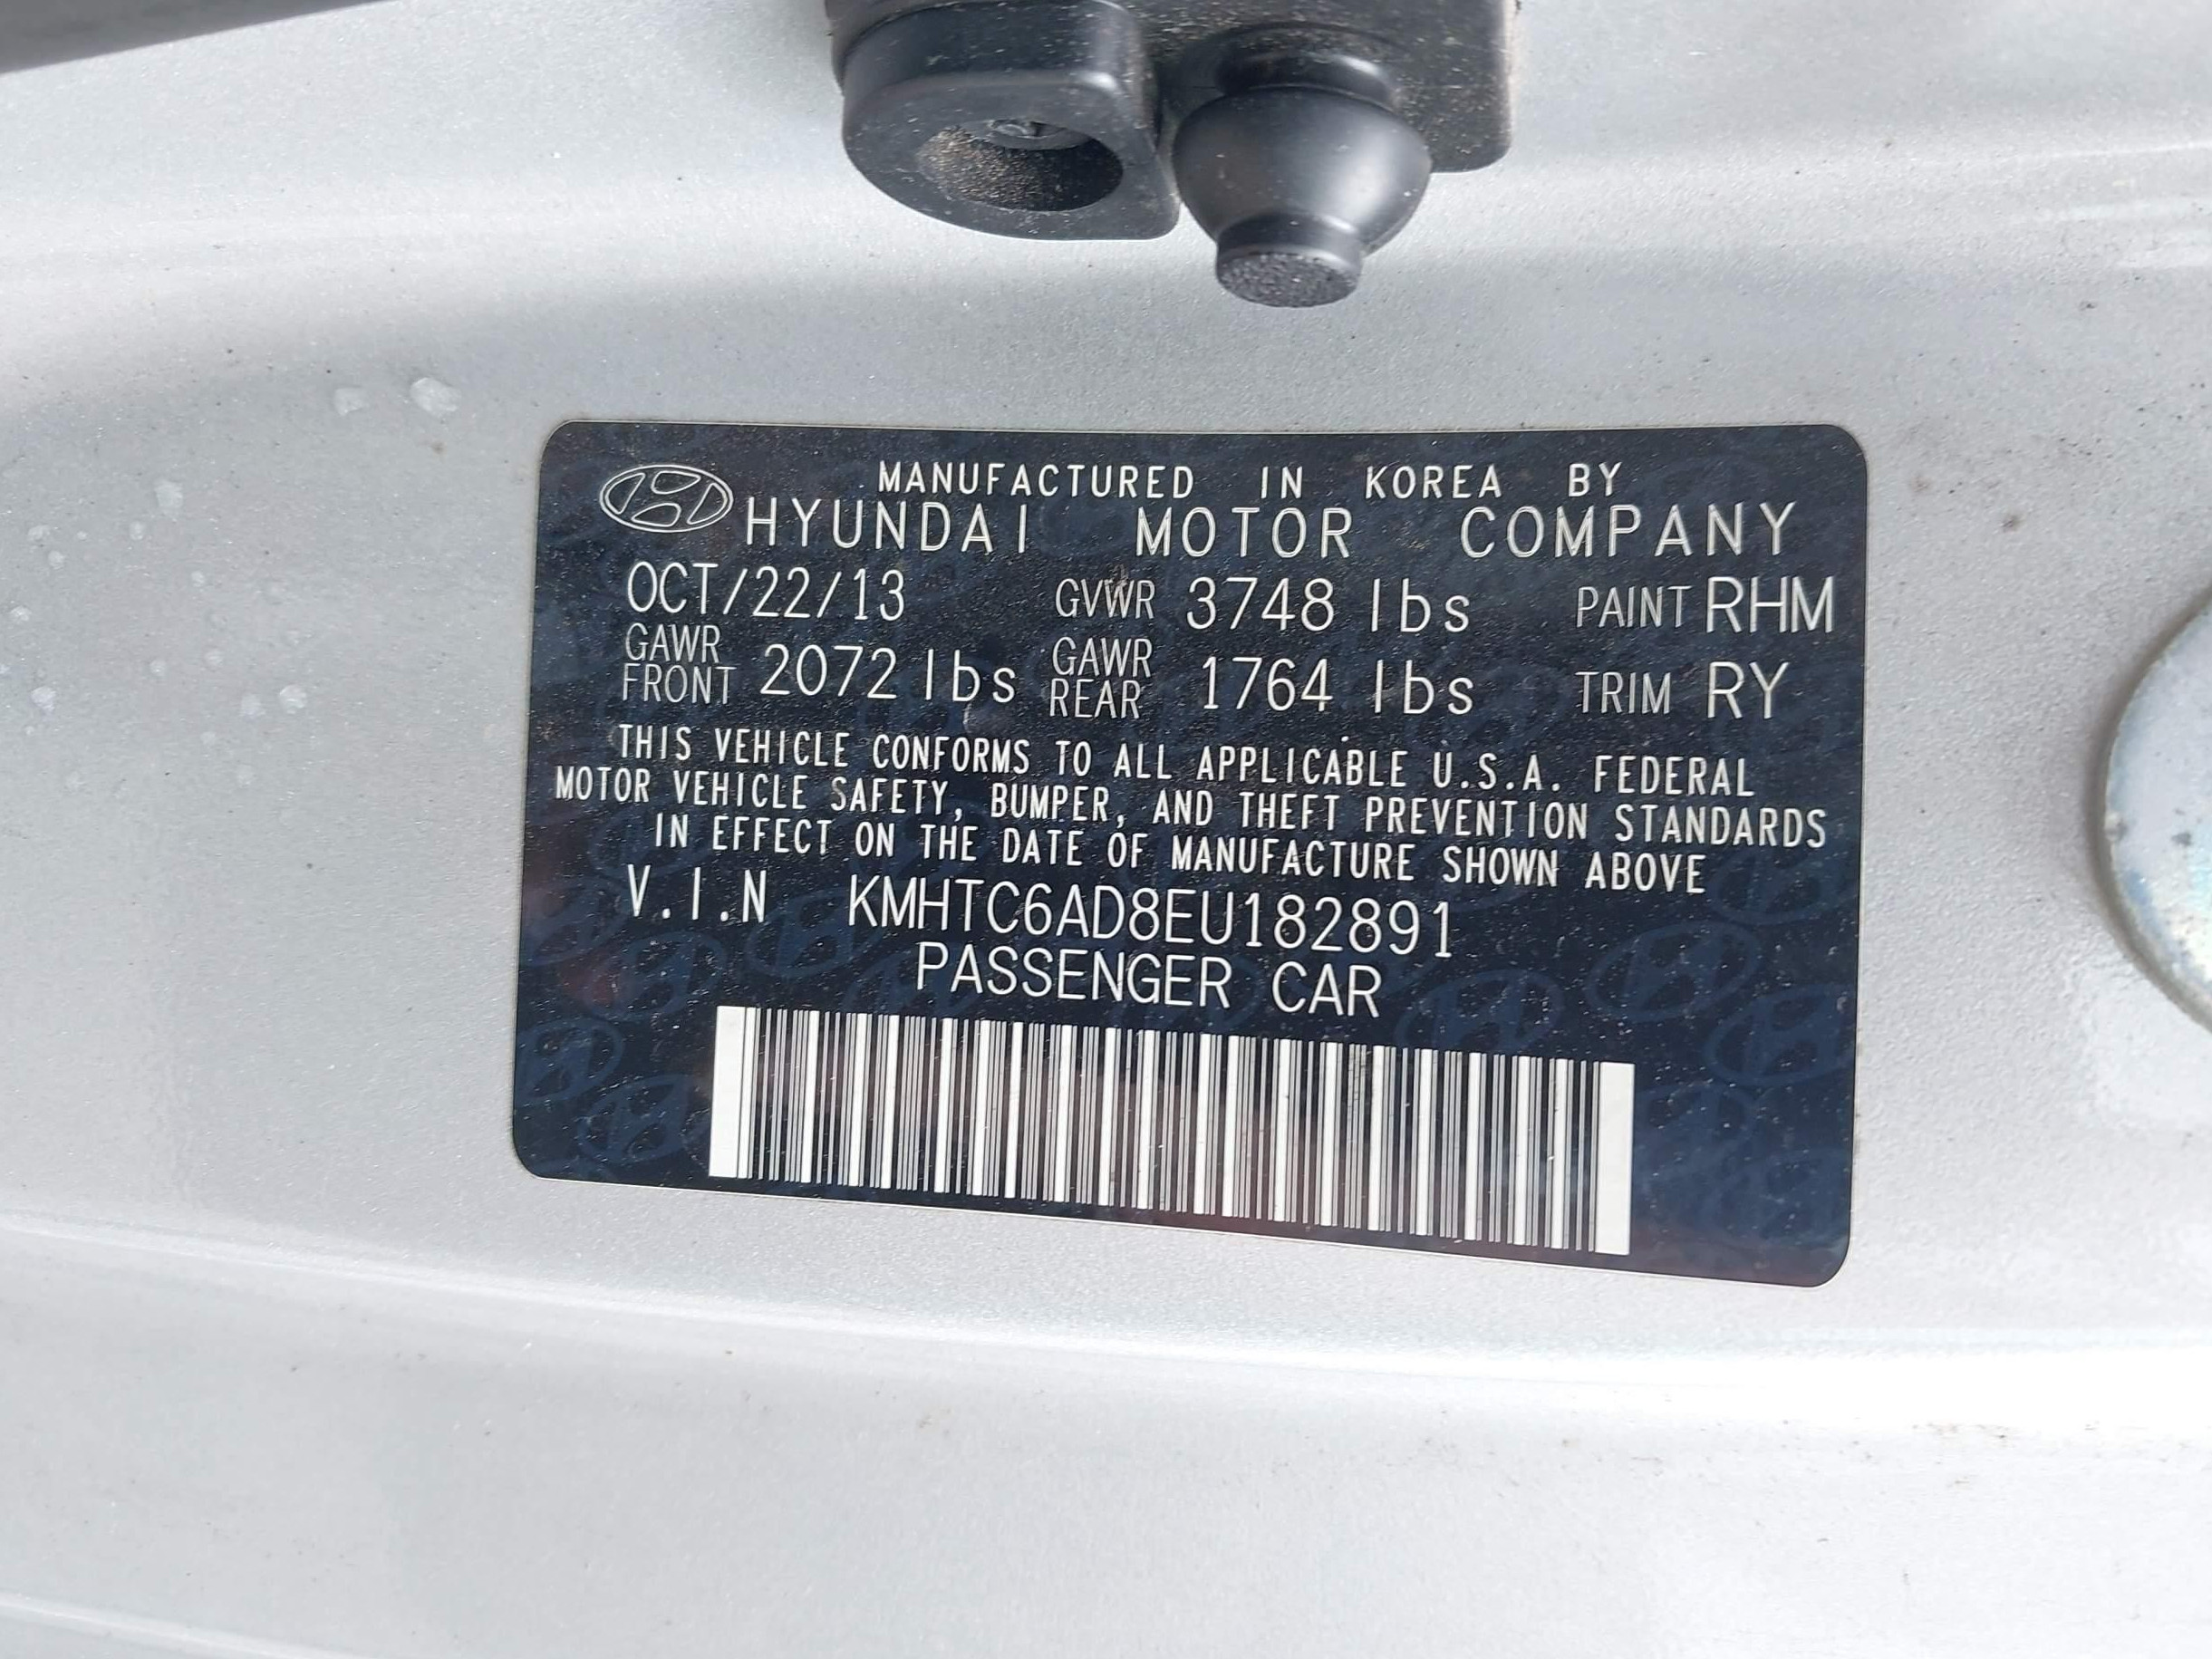 MANUFACTURED IN KOREA BY
HYUNDAI MOTOR COMPANY
OCT/22/13 GVWR 3748 lbs PAINT RHM
GAWR FRONT 2072 lbs GAWR REAR 1764 lbs TRIM RY
THIS VEHICLE CONFORMS TO ALL APPLICABLE U.S.A. FEDERAL
MOTOR VEHICLE SAFETY, BUMPER, AND THEFT PREVENTION STANDARDS
IN EFFECT ON THE DATE OF MANUFACTURE SHOWN ABOVE
V.I.N KMHTC6AD8EU182891
PASSENGER CAR